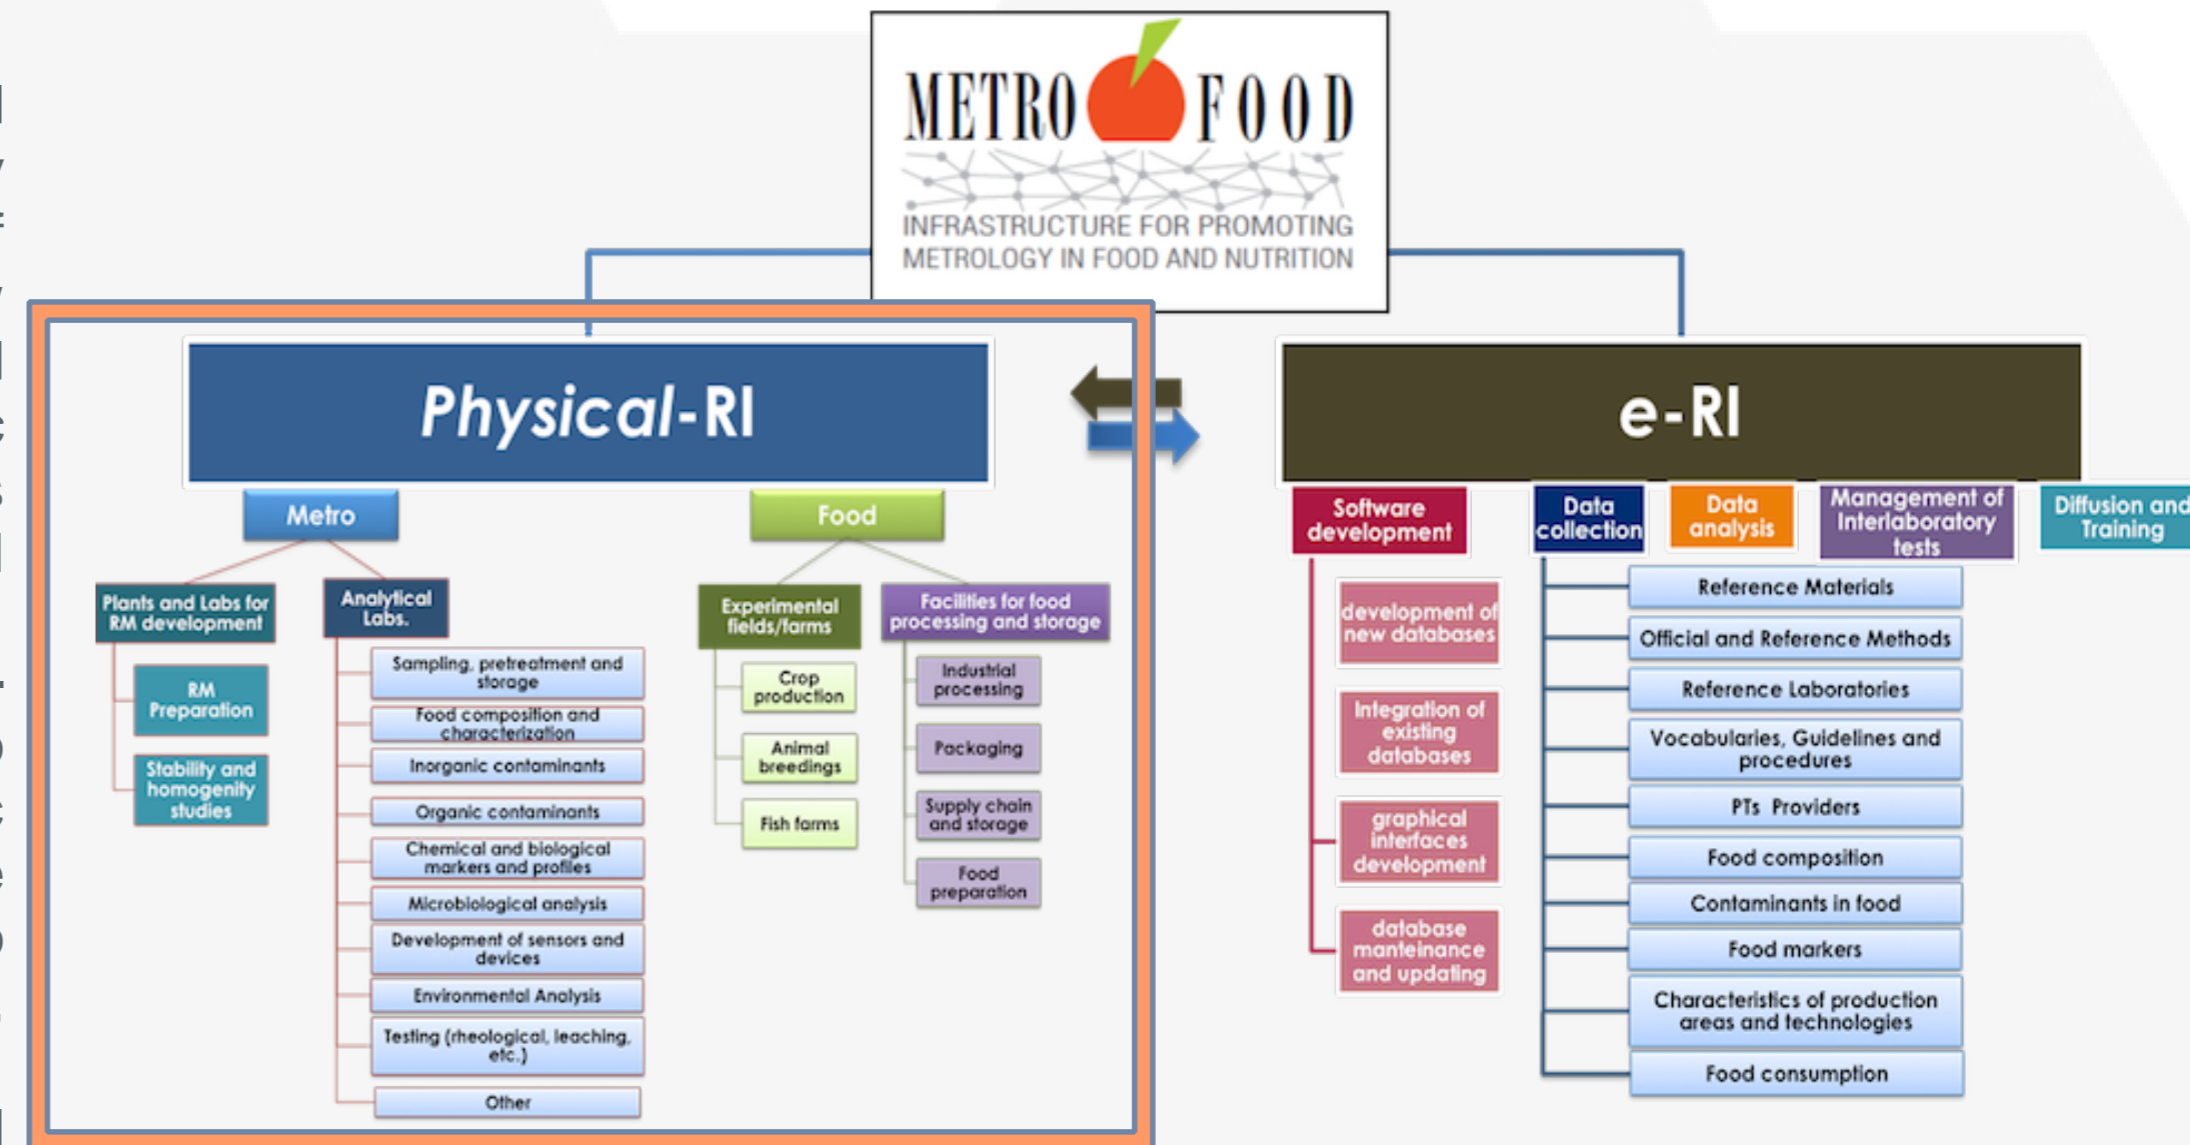 METRO FOOD
INFRASTRUCTURE FOR PROMOTING
METROLOGY IN FOOD AND NUTRITION
Physical-RI
Metro
Plants and Labs for
RM development
RM
Preparation
Stability and
homogenity
studies
Analytical
Labs.
Sampling, pretreatment and
storage
Food composition and
characterization
Inorganic contaminants
Organic contaminants
Chemical and biological
markers and profiles
Microbiological analysis
Development of sensors and
devices
Environmental Analysis
Testing (rheological, leaching,
etc.)
Other
Food
Experimental
fields/farms
Crop
production
Animal
breedings
Fish farms
Facilities for food
processing and storage
Industrial
processing
Packaging
Supply chain
and storage
Food
preparation
e-RI
Software
development
development of
new databases
Integration of
existing
databases
graphical
interfaces
development
database
manteinance
and updating
Data
collection
Reference Materials
Official and Reference Methods
Reference Laboratories
Vocabularies, Guidelines and
procedures
PTs Providers
Food composition
Contaminants in food
Food markers
Characteristics of production
areas and technologies
Food consumption
Data
analysis
Management of
Interlaboratory
tests
Diffusion and
Training